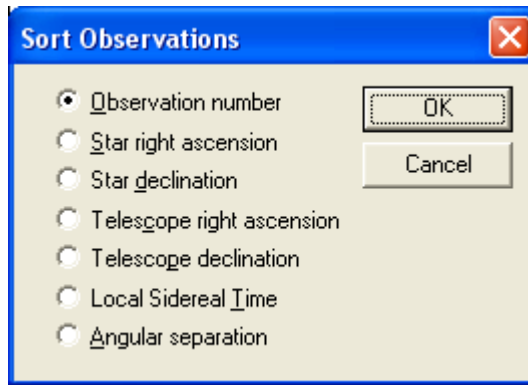 Sort Observations
Observation number
Star right ascension
Star declination
Telescope right ascension
Telescope declination
Local Sidereal Time
Angular separation
OK
Cancel